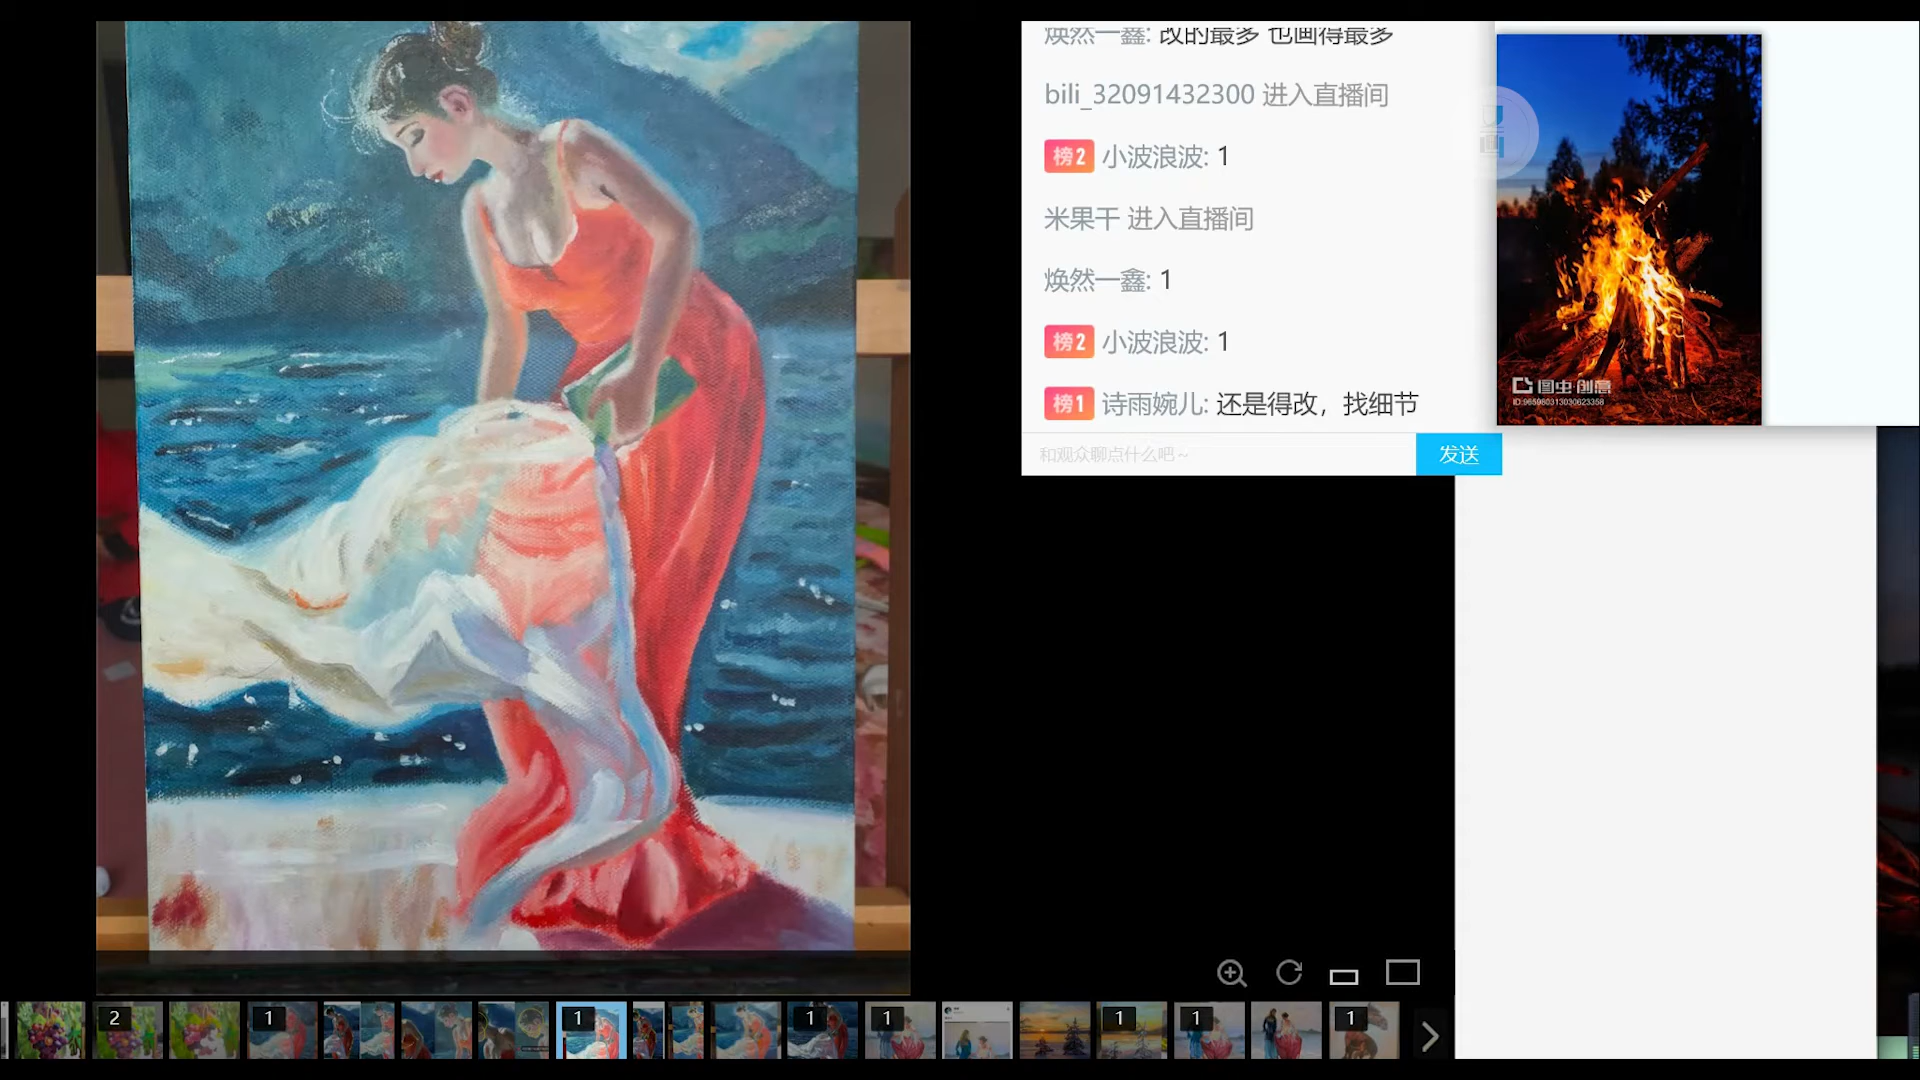 焕然一鑫: 改的最多 也画得最多
bili_32091432300 进入直播间
榜2 小波浪波: 1
米果干 进入直播间
焕然一鑫: 1
榜2 小波浪波: 1
榜1 诗雨婉儿: 还是得改，找细节
和观众聊点什么吧~
发送
图虫·创意
ID:965980313030623358
2
1
1
1
1
1
1
1